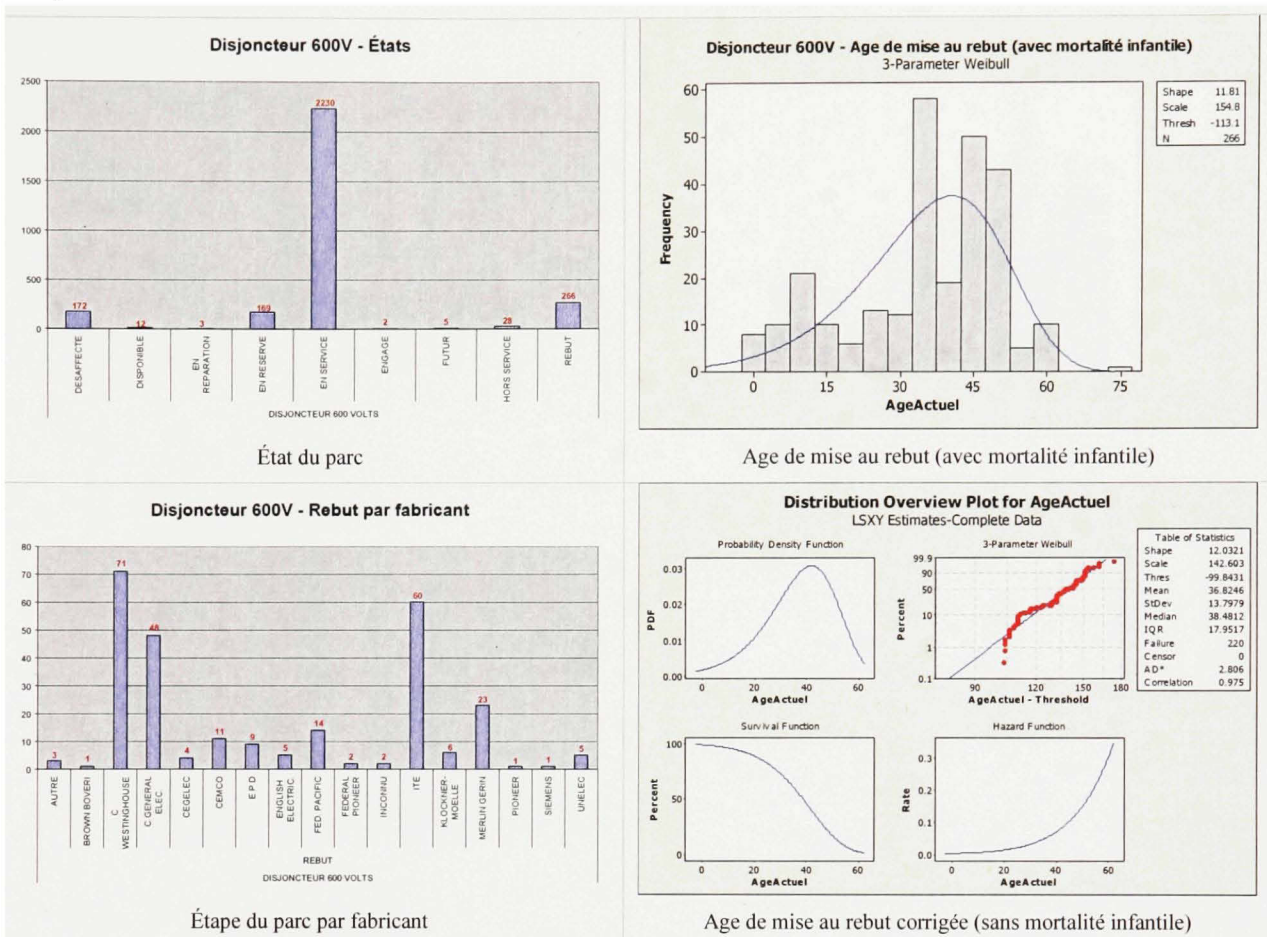 Disjoncteur 600V - États
2500
2000
1500
1000
500
0
172
12
3
169
2230
2
5
28
266
DESAFFECTE
DISPONIBLE
EN
REPARATION
EN RESERVE
EN SERVICE
ENGAGE
FUTUR
HORS SERVICE
REBUT
DISJONCTEUR 600 VOLTS
État du parc
Disjoncteur 600V - Age de mise au rebut (avec mortalité infantile)
3-Parameter Weibull
Frequency
60
50
40
30
20
10
0
0 15 30 45 60 75
AgeActuel
Shape 11.81
Scale 154.8
Thresh -113.1
N 266
Age de mise au rebut (avec mortalité infantile)
Disjoncteur 600V - Rebut par fabricant
80
70
60
50
40
30
20
10
0
3
1
71
48
4
11
9
5
14
2
2
60
6
23
1
1
5
AUTRE
BROWN BOVERI
C
WESTINGHOUSE
C.GENERAL
ELEC.
CEGELEC
CEMCO
E P D
ENGLISH
ELECTRIC
FED. PACIFIC
FEDERAL
PIONEER
INCONNU
ITE
KLOCKNER-
MOELLE
MERLIN GERIN
PIONEER
SIEMENS
UNELEC
REBUT
DISJONCTEUR 600 VOLTS
Étape du parc par fabricant
Distribution Overview Plot for AgeActuel
LSXY Estimates-Complete Data
Probability Density Function
PDF
0.03
0.02
0.01
0.00
0 20 40 60
AgeActuel
3-Parameter Weibull
Percent
99.9
90
50
10
1
0.1
90 120 150 180
AgeActuel - Threshold
Table of Statistics
Shape 12.0321
Scale 142.603
Thres -99.8431
Mean 36.8246
StDev 13.7979
Median 38.4812
IQR 17.9517
Failure 220
Censor 0
AD* 2.806
Correlation 0.975
Survival Function
Percent
100
50
0
0 20 40 60
AgeActuel
Hazard Function
Rate
0.3
0.2
0.1
0.0
0 20 40 60
AgeActuel
Age de mise au rebut corrigée (sans mortalité infantile)